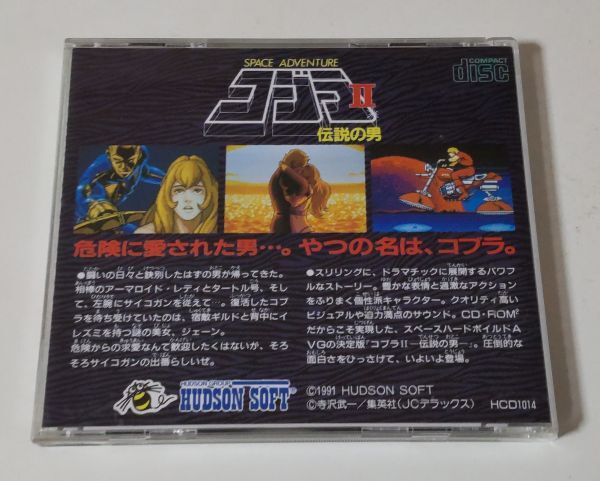 SPACE ADVENTURE
コブラII
伝説の男
COMPACT
disc
危険に愛された男…。やつの名は、コブラ。
●闘いの日々と訣別したはずの男が帰ってきた。
相棒のアーマロイド・レディとタートル号、そし
て、左腕にサイコガンを従えて…。復活したコブ
ラを待ち受けていたのは、宿敵ギルドと背中にイ
レズミを持つ謎の美女、ジェーン。
危険からの求愛なんて歓迎したくはないが、そろ
そろサイコガンの出番らしいぜ。
●スリリングに、ドラマチックに展開するパワフ
ルなストーリー。豊かな表情と過激なアクション
をふりまく個性派キャラクター。クオリティ高い
ビジュアルや迫力満点のサウンド。CD・ROM²
だからこそ実現した、スペースハードボイルドA
VGの決定版『コブラII―伝説の男―』。圧倒的な
面白さをひっさげて、いよいよ登場。
HUDSON GROUP
HUDSON SOFT
©1991 HUDSON SOFT
©寺沢武一/集英社(JCデラックス)
HCD1014